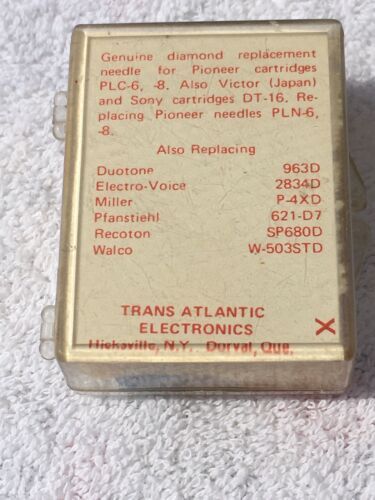 Genuine diamond replacement
needle for Pioneer cartridges
PLC-6, -8. Also Victor (Japan)
and Sony cartridges DT-16. Re-
placing Pioneer needles PLN-6,
-8.
Also Replacing
Duotone 963D
Electro-Voice 2834D
Miller P-4XD
Pfanstiehl 621-D7
Recoton SP680D
Walco W-503STD
TRANS ATLANTIC
ELECTRONICS X
Hicksville, N.Y. Dorval, Que.